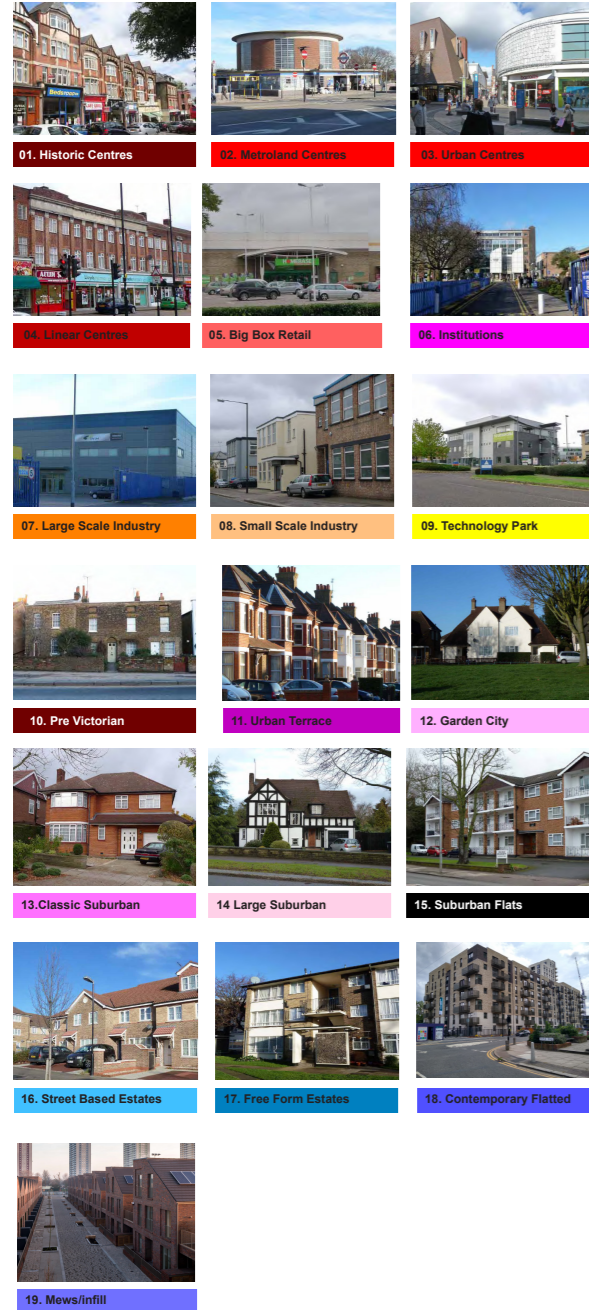 Bedsmore
01. Historic Centres
02. Metroland Centres
03. Urban Centres
04. Linear Centres
05. Big Box Retail
06. Institutions
07. Large Scale Industry
08. Small Scale Industry
09. Technology Park
10. Pre Victorian
11. Urban Terrace
12. Garden City
13.Classic Suburban
14 Large Suburban
15. Suburban Flats
16. Street Based Estates
17. Free Form Estates
18. Contemporary Flatted
19. Mews/infill